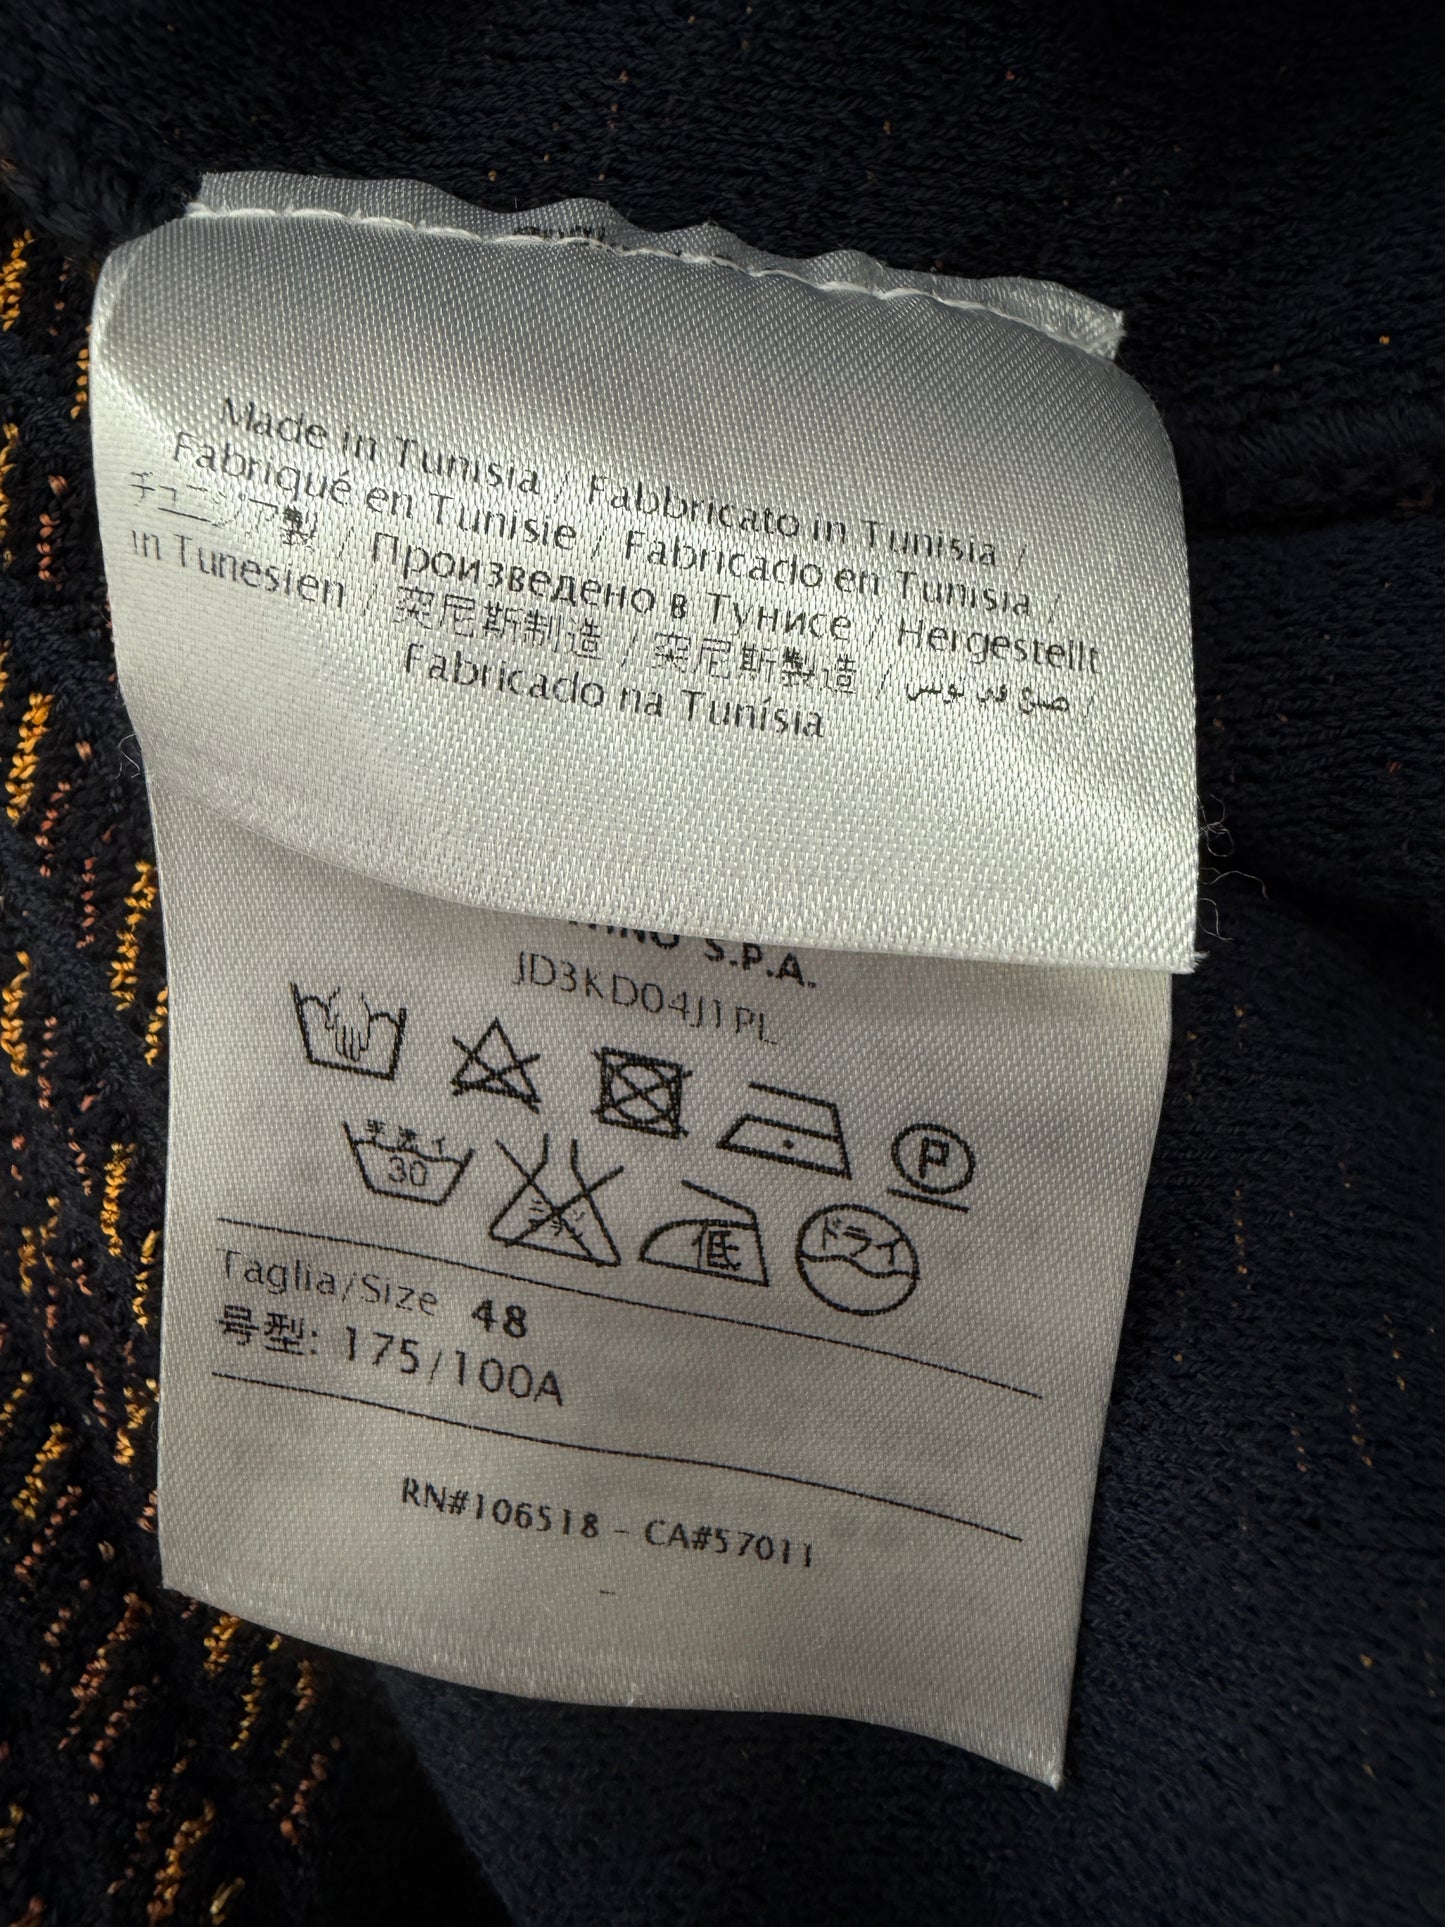 Made in Tunisia / Fabbricato in Tunisia /
Fabriqué en Tunisie / Fabricado en Tunisia /
チュニジア製 / Произведено в Тунисе / Hergestellt
in Tunesien / 突尼斯制造 / 突尼斯製造 / صنع في تونس /
Fabricado na Tunísia
S.P.A.
JD3KD04J1PL
P
手洗イ
30
低
ドライ
Taglia/Size 48
号型: 175/100A
RN#106518 - CA#57011
-